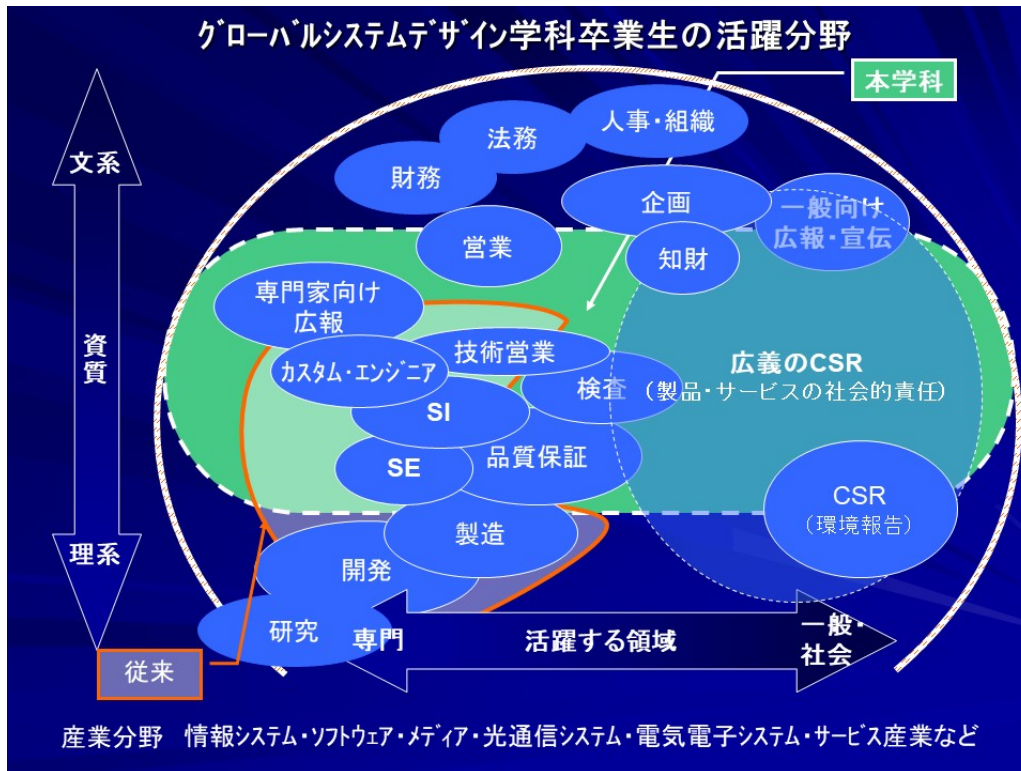 ｸﾞﾛｰﾊﾞﾙｼｽﾃﾑﾃﾞｻﾞｲﾝ学科卒業生の活躍分野
本学科
人事・組織
法務
文系
財務
企画
一般向け
広報・宣伝
営業
知財
専門家向け
広報
資質
技術営業
広義のCSR
ｶｽﾀﾑ・ｴﾝｼﾞﾆｱ
検査
（製品・サービスの社会的責任）
SI
品質保証
SE
CSR
（環境報告）
製造
理系
開発
研究
専門
活躍する領域
一般・
社会
従来
産業分野　情報ｼｽﾃﾑ・ｿﾌﾄｳｪｱ・ﾒﾃﾞｨｱ・光通信ｼｽﾃﾑ・電気電子ｼｽﾃﾑ・ｻｰﾋﾞｽ産業など